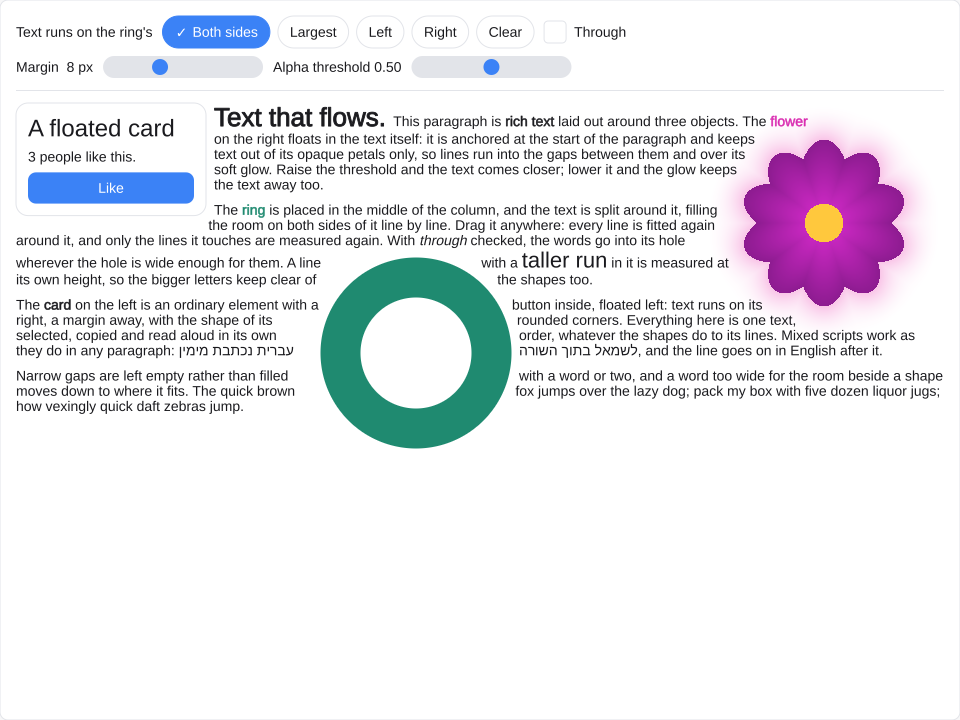 Text runs on the ring's ✓ Both sides Largest Left Right Clear Through
Margin 8 px Alpha threshold 0.50
A floated card
3 people like this.
Like
Text that flows. This paragraph is rich text laid out around three objects. The flower
on the right floats in the text itself: it is anchored at the start of the paragraph and keeps
text out of its opaque petals only, so lines run into the gaps between them and over its
soft glow. Raise the threshold and the text comes closer; lower it and the glow keeps
the text away too.
The ring is placed in the middle of the column, and the text is split around it, filling
the room on both sides of it line by line. Drag it anywhere: every line is fitted again
around it, and only the lines it touches are measured again. With through checked, the words go into its hole
wherever the hole is wide enough for them. A line with a taller run in it is measured at
its own height, so the bigger letters keep clear of the shapes too.
The card on the left is an ordinary element with a button inside, floated left: text runs on its
right, a margin away, with the shape of its rounded corners. Everything here is one text,
selected, copied and read aloud in its own order, whatever the shapes do to its lines. Mixed scripts work as
they do in any paragraph: עברית נכתבת מימין לשמאל בתוך השורה, and the line goes on in English after it.
Narrow gaps are left empty rather than filled with a word or two, and a word too wide for the room beside a shape
moves down to where it fits. The quick brown fox jumps over the lazy dog; pack my box with five dozen liquor jugs;
how vexingly quick daft zebras jump.